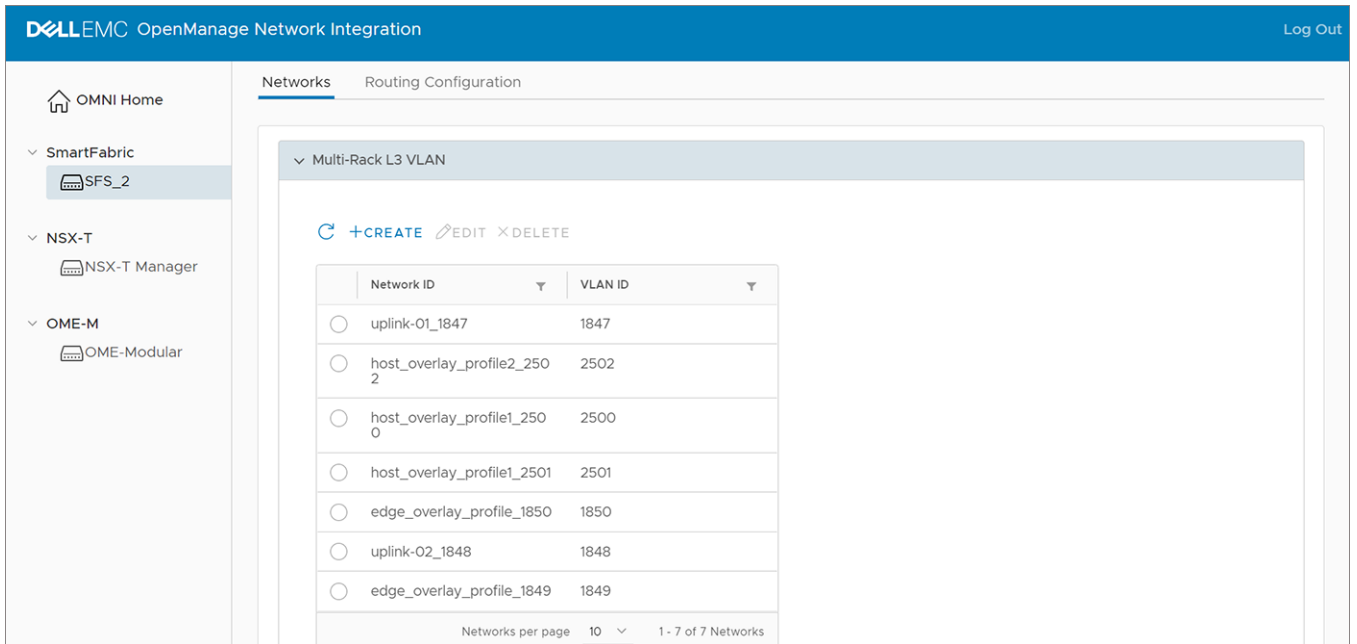 DELLEMC OpenManage Network Integration
Log Out
OMNI Home
SmartFabric
SFS_2
NSX-T
NSX-T Manager
OME-M
OME-Modular
Networks Routing Configuration
Multi-Rack L3 VLAN
CREATE EDIT DELETE
Network ID VLAN ID
uplink-01_1847 1847
host_overlay_profile2_250 2502
2
host_overlay_profile1_250 2500
0
host_overlay_profile1_2501 2501
edge_overlay_profile_1850 1850
uplink-02_1848 1848
edge_overlay_profile_1849 1849
Networks per page 10 1 - 7 of 7 Networks